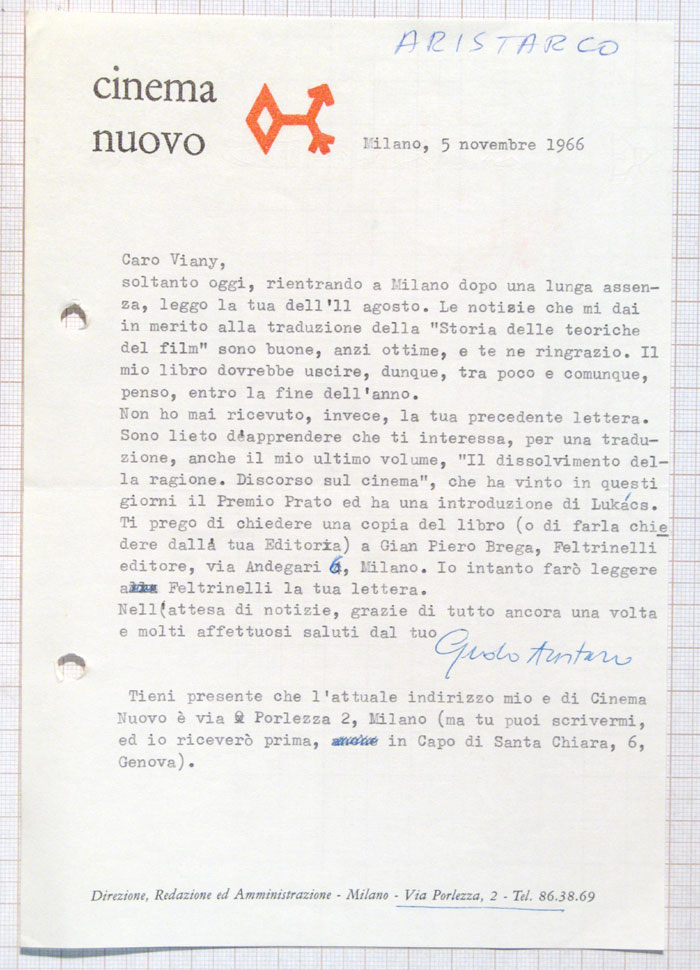 ARISTARCO
cinema
nuovo
Milano, 5 novembre 1966
Caro Viany,
soltanto oggi, rientrando a Milano dopo una lunga assen-
za, leggo la tua dell'11 agosto. Le notizie che mi dai
in merito alla traduzione della "Storia delle teoriche
del film" sono buone, anzi ottime, e te ne ringrazio. Il
mio libro dovrebbe uscire, dunque, tra poco e comunque,
penso, entro la fine dell'anno.
Non ho mai ricevuto, invece, la tua precedente lettera.
Sono lieto d'apprendere che ti interessa, per una tradu-
zione, anche il mio ultimo volume, "Il dissolvimento del-
la ragione. Discorso sul cinema", che ha vinto in questi
giorni il Premio Prato ed ha una introduzione di Lukács.
Ti prego di chiedere una copia del libro (o di farla chie
dere dalla tua Editoria) a Gian Piero Brega, Feltrinelli
editore, via Andegari 6, Milano. Io intanto farò leggere
a Feltrinelli la tua lettera.
Nell'attesa di notizie, grazie di tutto ancora una volta
e molti affettuosi saluti dal tuo
Guido Aristarco
Tieni presente che l'attuale indirizzo mio e di Cinema
Nuovo è via Porlezza 2, Milano (ma tu puoi scrivermi,
ed io riceverò prima, in Capo di Santa Chiara, 6,
Genova).
Direzione, Redazione ed Amministrazione - Milano - Via Porlezza, 2 - Tel. 86.38.69